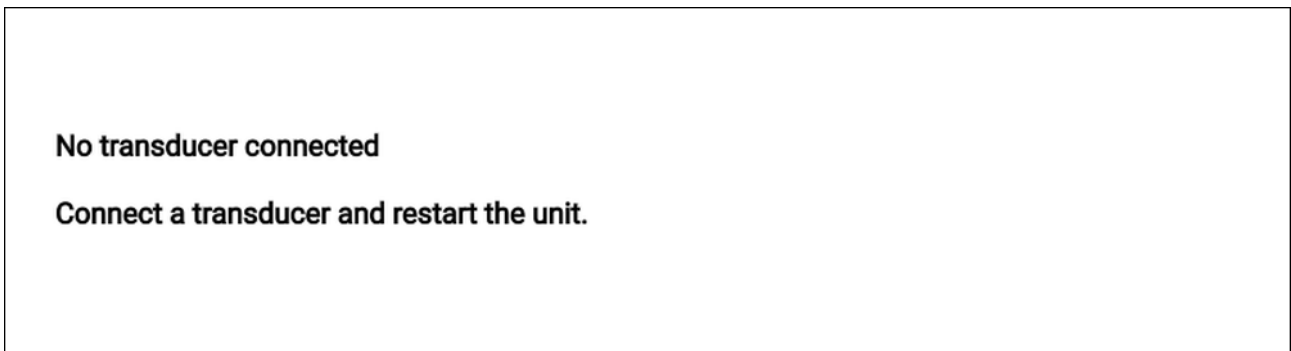 No transducer connected
Connect a transducer and restart the unit.